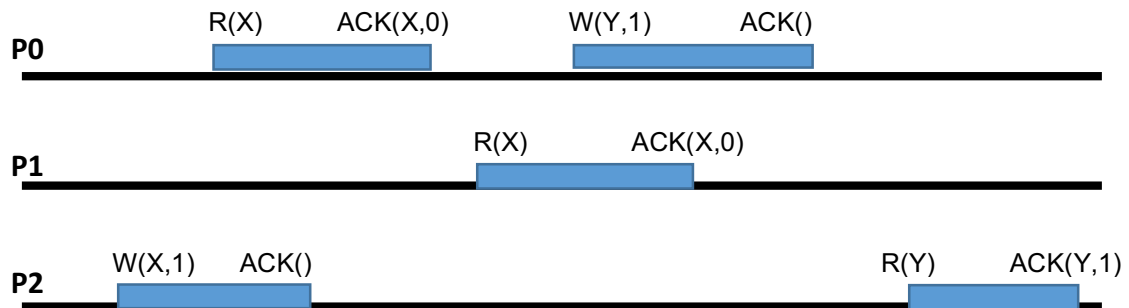 R(X) ACK(X,0) W(Y,1) ACK()
P0
R(X) ACK(X,0)
P1
W(X,1) ACK() R(Y) ACK(Y,1)
P2